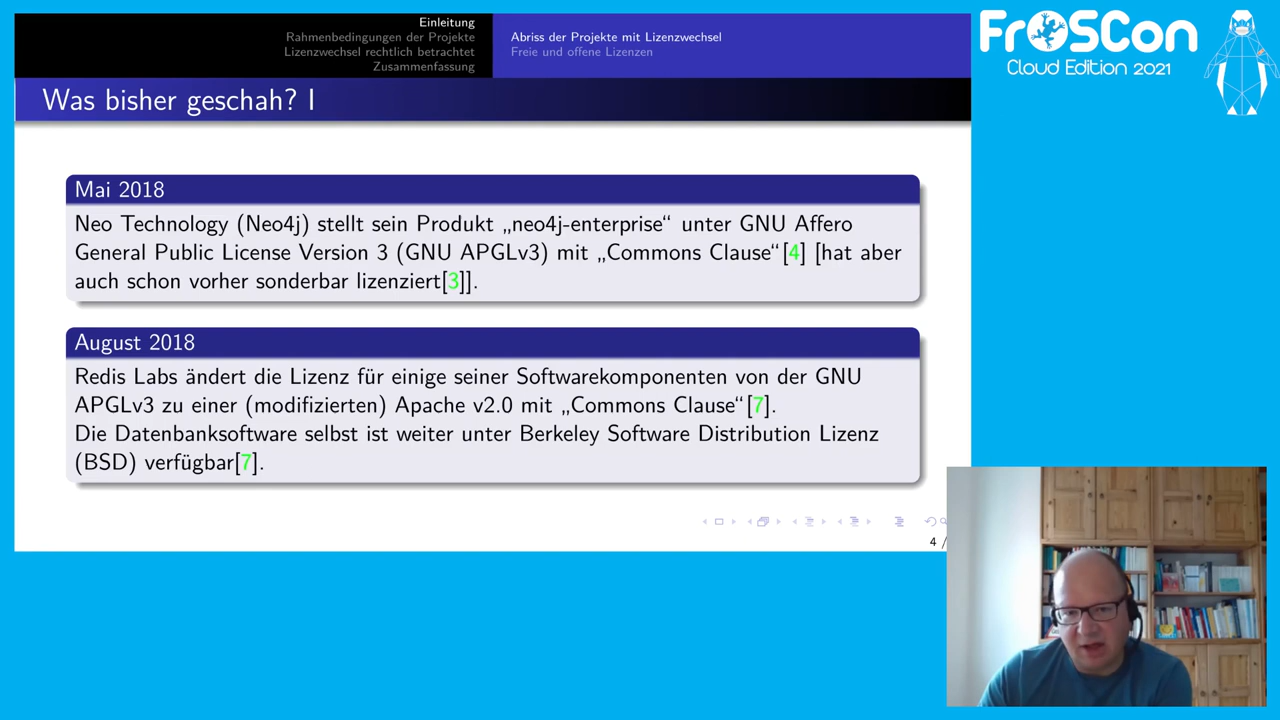 Einleitung
Rahmenbedingungen der Projekte
Lizenzwechsel rechtlich betrachtet
Zusammenfassung
Abriss der Projekte mit Lizenzwechsel
Freie und offene Lizenzen
FrOSCon
Cloud Edition 2021
Was bisher geschah? I
Mai 2018
Neo Technology (Neo4j) stellt sein Produkt „neo4j-enterprise“ unter GNU Affero
General Public License Version 3 (GNU APGLv3) mit „Commons Clause“[4] [hat aber
auch schon vorher sonderbar lizenziert[3]].
August 2018
Redis Labs ändert die Lizenz für einige seiner Softwarekomponenten von der GNU
APGLv3 zu einer (modifizierten) Apache v2.0 mit „Commons Clause“[7].
Die Datenbanksoftware selbst ist weiter unter Berkeley Software Distribution Lizenz
(BSD) verfügbar[7].
4 /